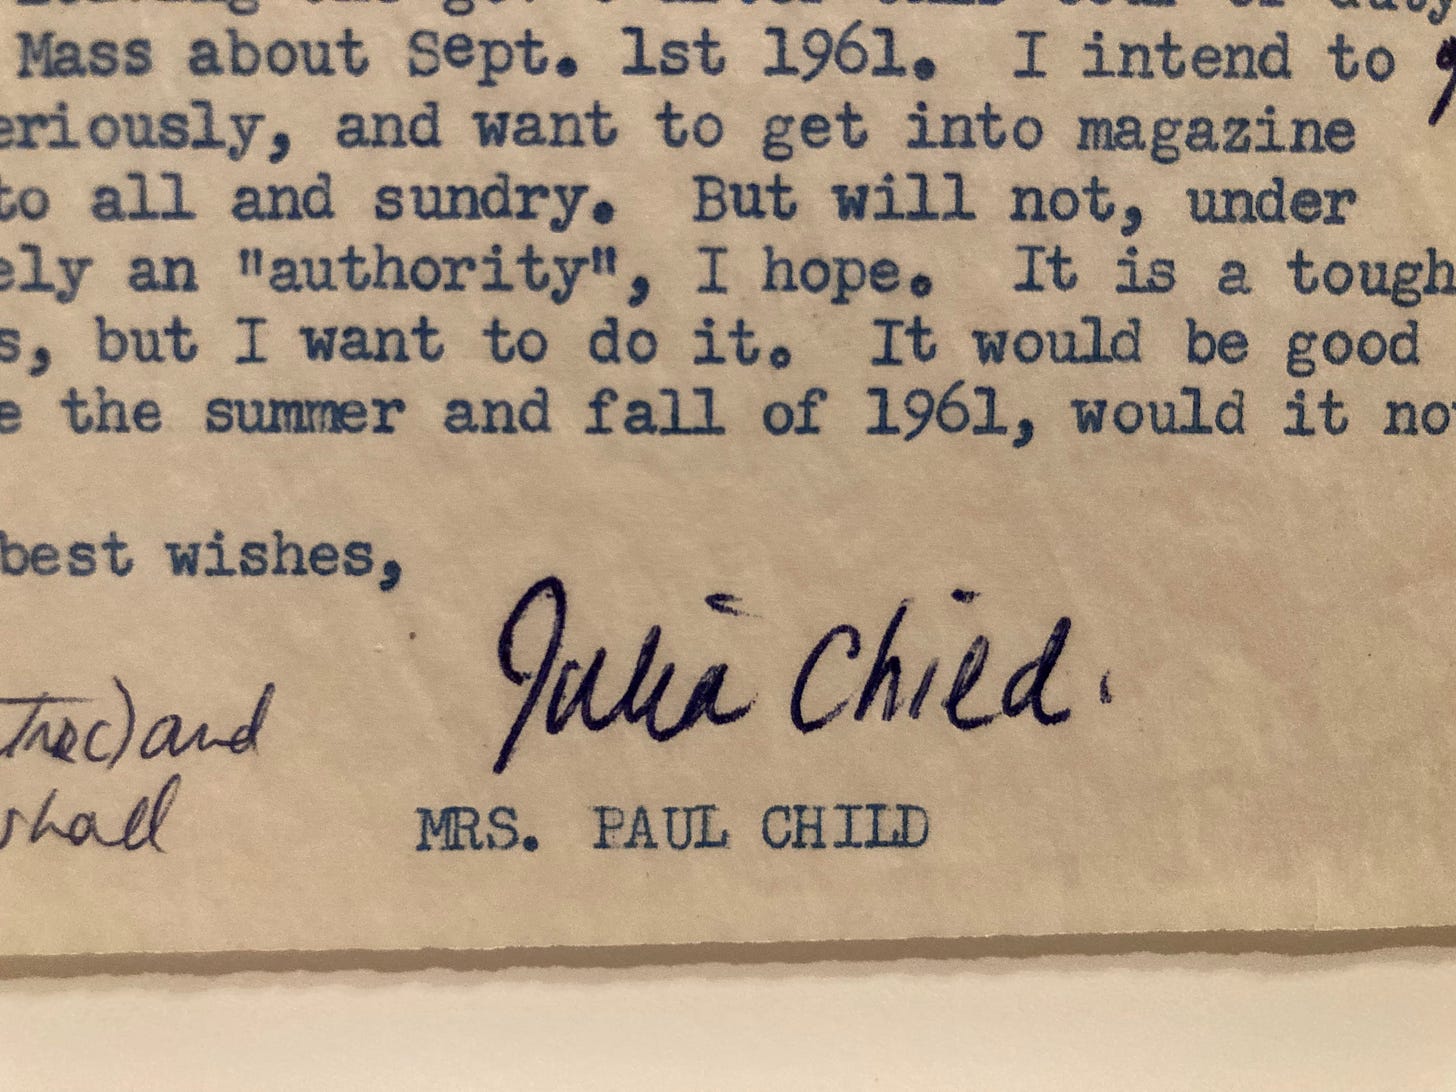 Mass about Sept. 1st 1961. I intend to
eriously, and want to get into magazine
to all and sundry. But will not, under
ely an "authority", I hope. It is a tough
s, but I want to do it. It would be good
e the summer and fall of 1961, would it no
best wishes,
Julia Child.
and
shall
MRS. PAUL CHILD